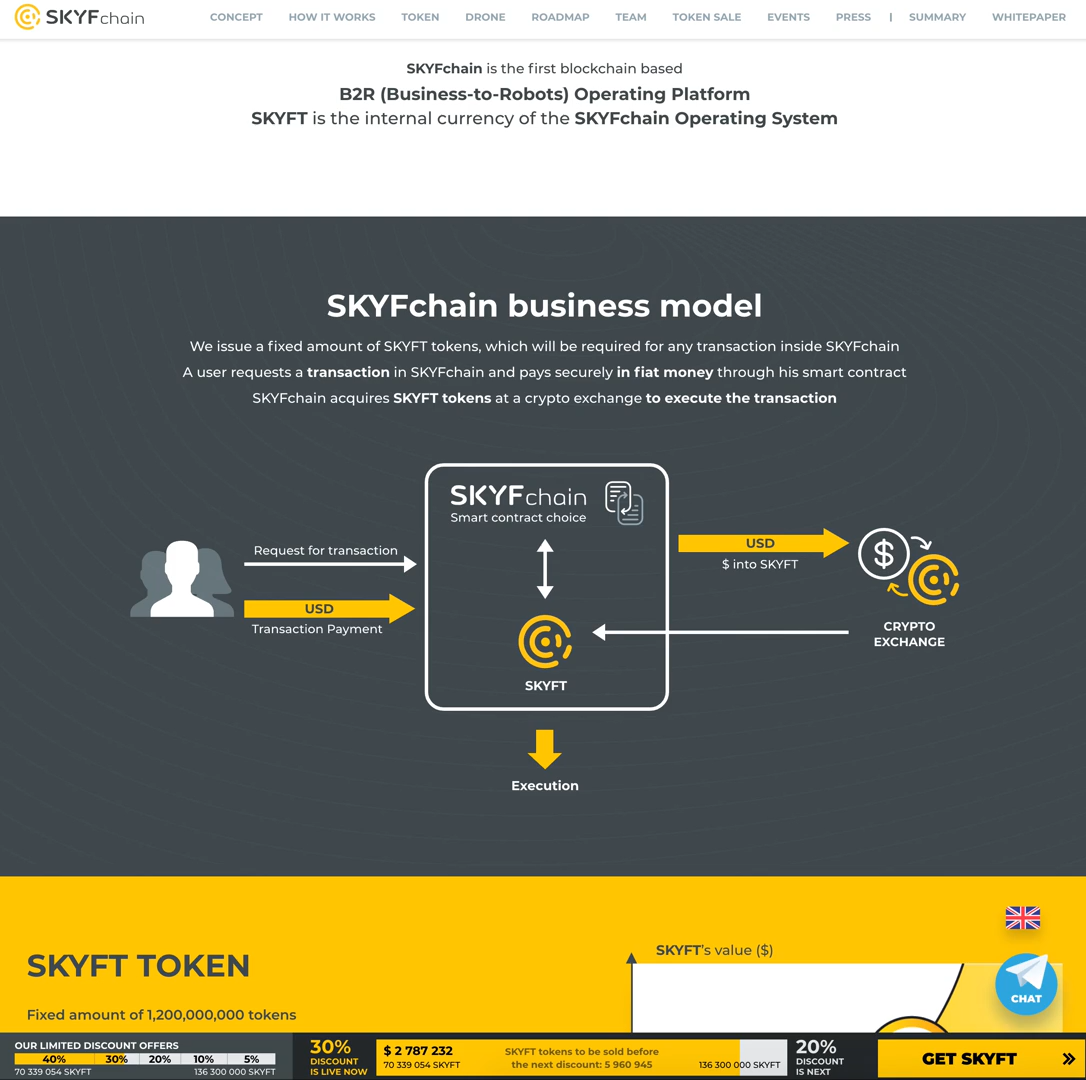 SKYFchain
CONCEPT HOW IT WORKS TOKEN DRONE ROADMAP TEAM TOKEN SALE EVENTS PRESS | SUMMARY WHITEPAPER
SKYFchain is the first blockchain based
B2R (Business-to-Robots) Operating Platform
SKYFT is the internal currency of the SKYFchain Operating System
SKYFchain business model
We issue a fixed amount of SKYFT tokens, which will be required for any transaction inside SKYFchain
A user requests a transaction in SKYFchain and pays securely in fiat money through his smart contract
SKYFchain acquires SKYFT tokens at a crypto exchange to execute the transaction
SKYFchain
Smart contract choice
Request for transaction
USD
Transaction Payment
USD
$ into SKYFT
$
CRYPTO
EXCHANGE
SKYFT
Execution
SKYFT TOKEN
Fixed amount of 1,200,000,000 tokens
SKYFT's value ($)
CHAT
OUR LIMITED DISCOUNT OFFERS
40% 30% 20% 10% 5%
70 339 054 SKYFT 136 300 000 SKYFT
30%
DISCOUNT
IS LIVE NOW
$ 2 787 232
70 339 054 SKYFT
SKYFT tokens to be sold before
the next discount: 5 960 945
136 300 000 SKYFT
20%
DISCOUNT
IS NEXT
GET SKYFT